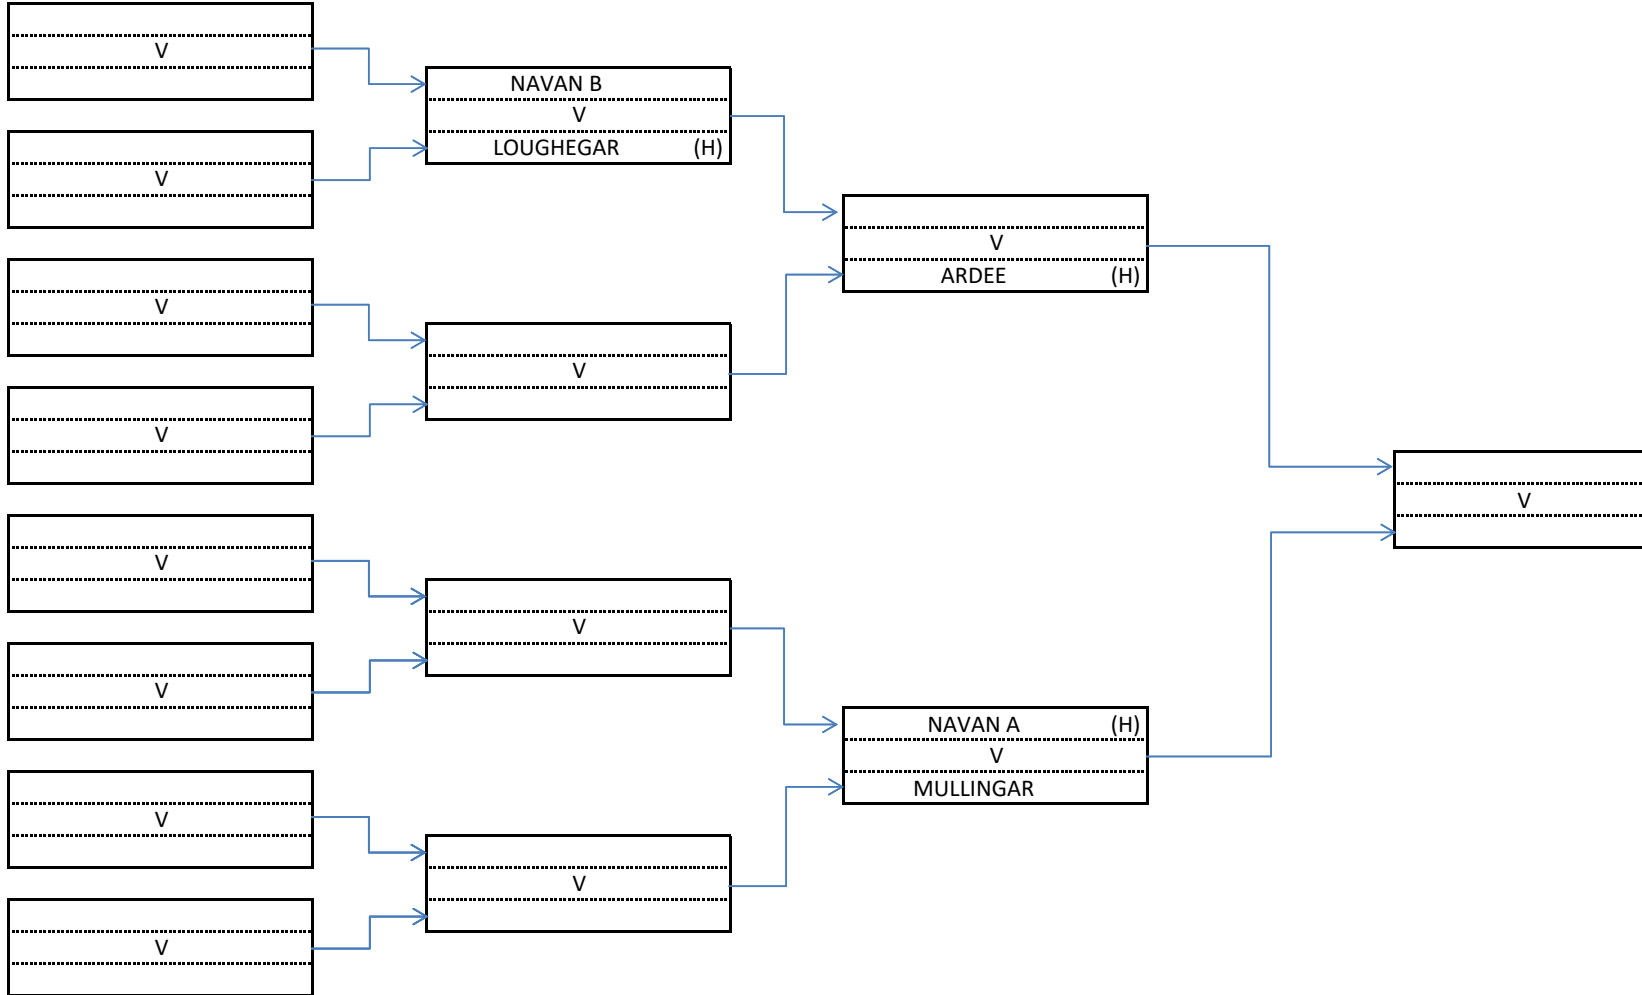 V
V
V
V
V
V
V
V
NAVAN B
V
LOUGHEGAR (H)
V
V
V
V
ARDEE (H)
NAVAN A (H)
V
MULLINGAR
V